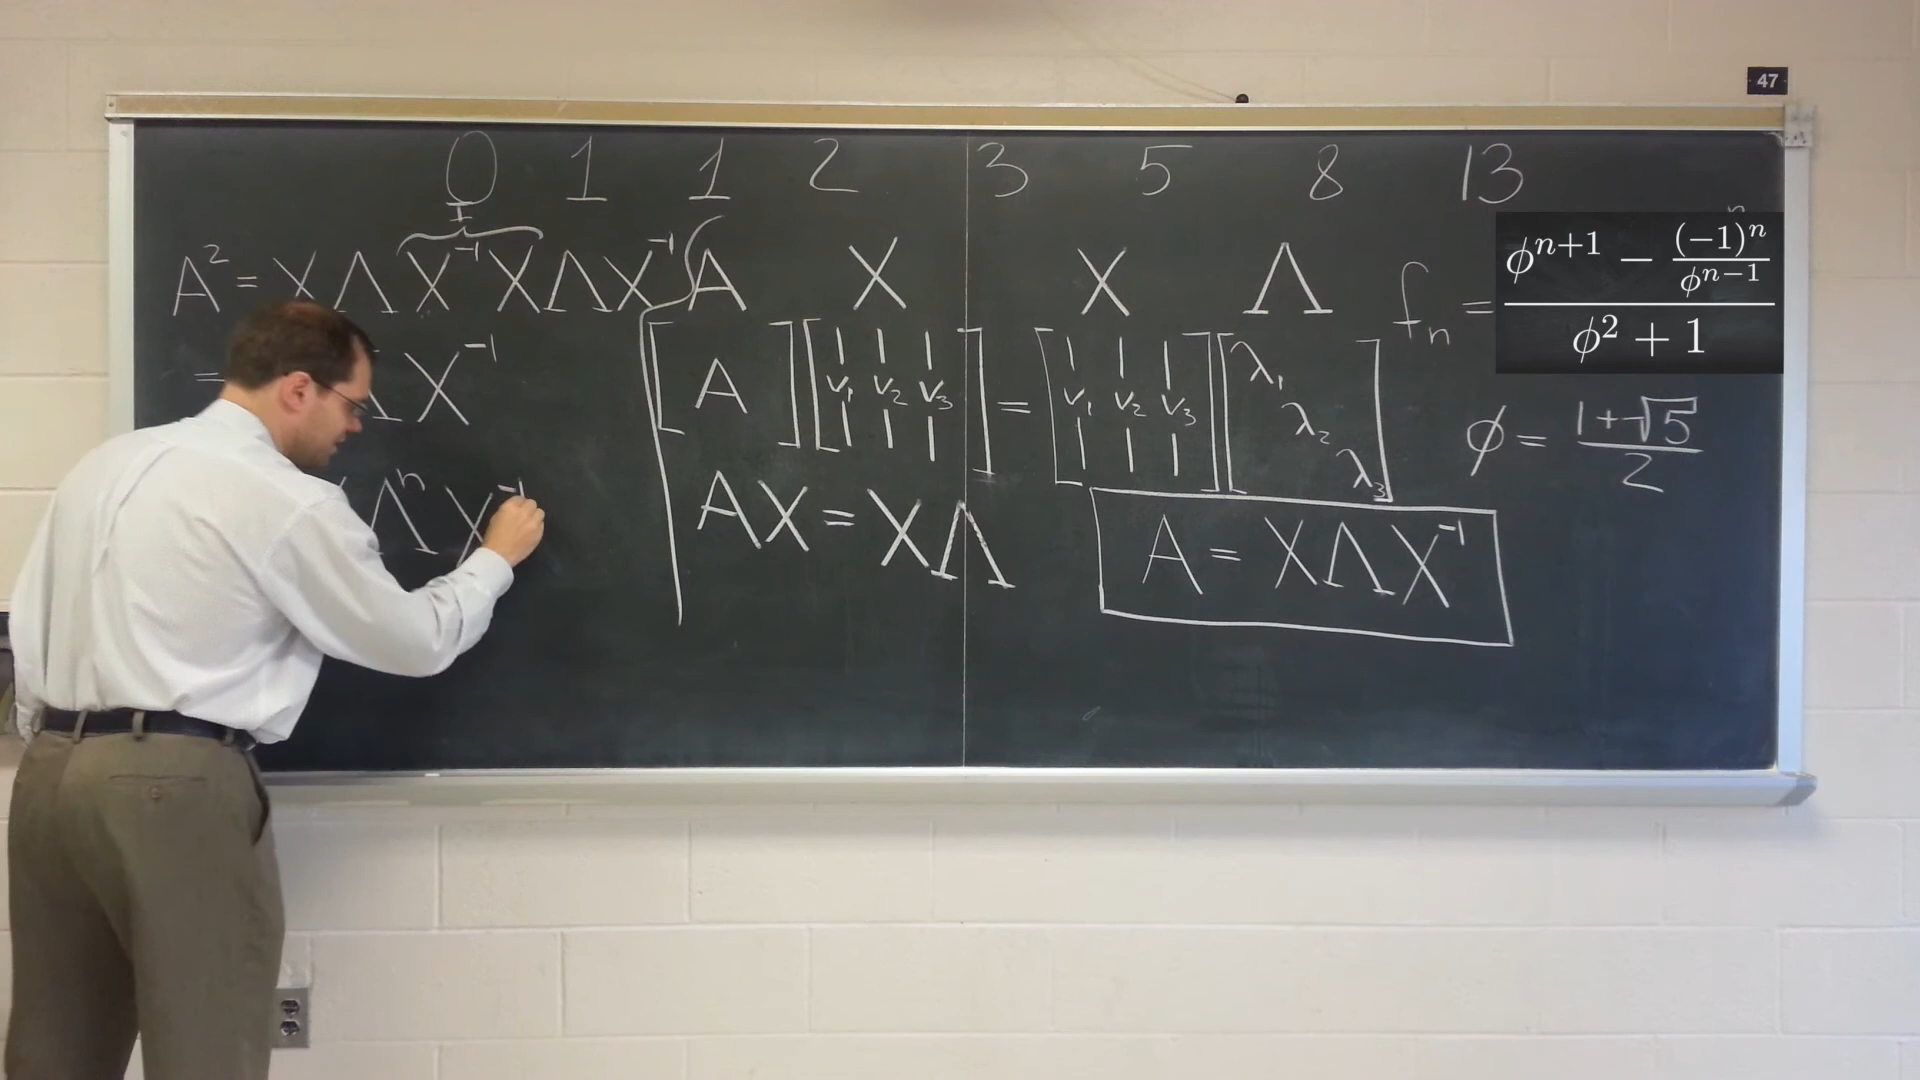 47
0 1 1 2 3 5 8 13
I
A² = XΛX⁻¹XΛX⁻¹
= X⁻¹
Λⁿ X⁻¹
A X X Λ
[A] [v₁ v₂ v₃] = [v₁ v₂ v₃] [λ₁ λ₂ λ₃]
AX = XΛ
A = XΛX⁻¹
fₙ = (ϕⁿ⁺¹ − (−1)ⁿ/ϕⁿ⁻¹)/(ϕ² + 1)
ϕ = (1+√5)/2